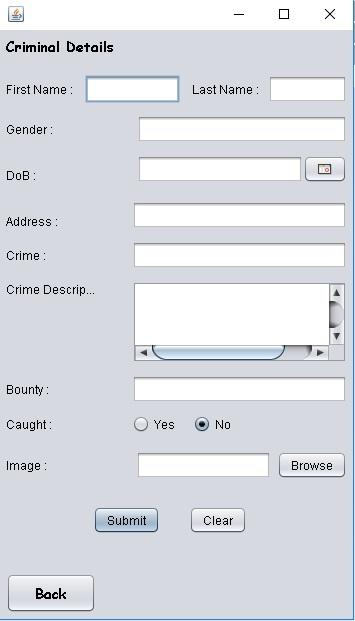 Criminal Details
First Name : Last Name :
Gender :
DoB :
Address :
Crime :
Crime Descrip...
Bounty :
Caught : Yes No
Image : Browse
Submit Clear
Back